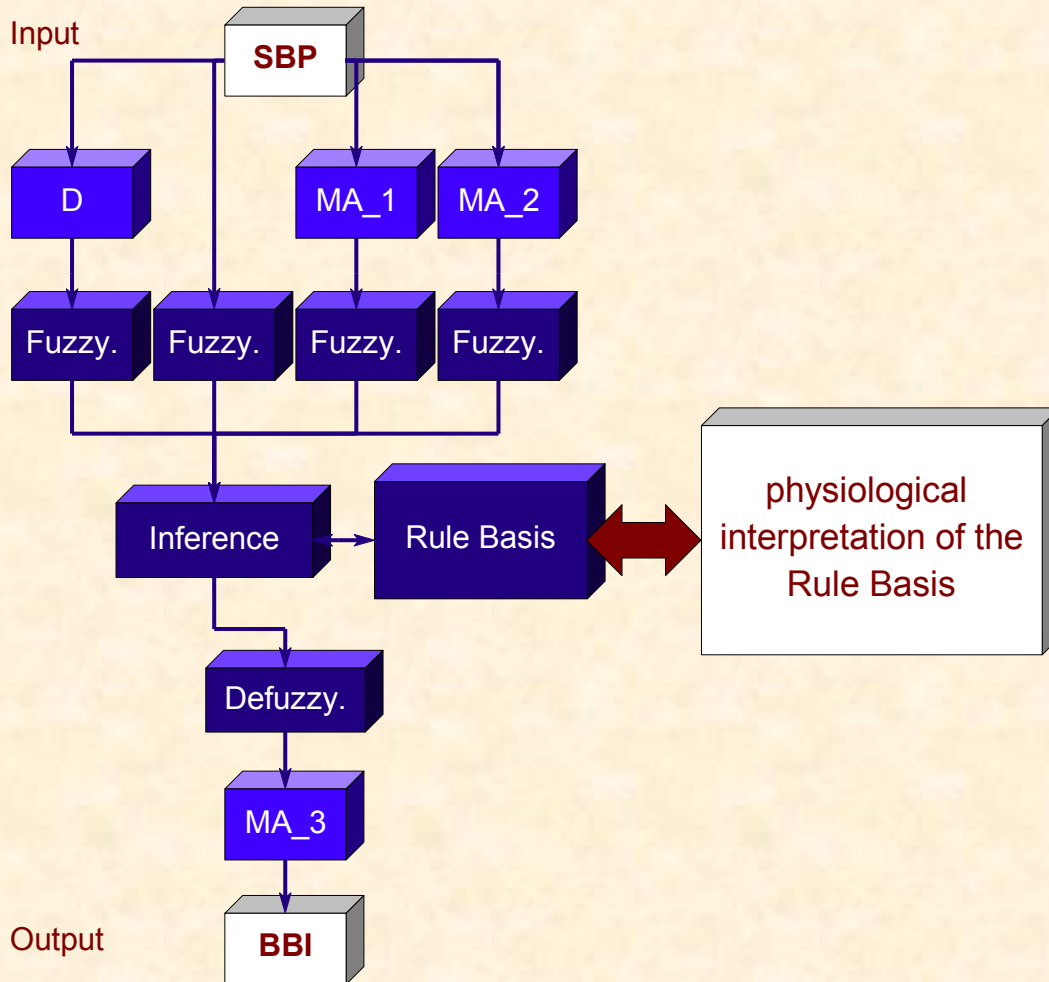 Input
SBP
D
MA_1
MA_2
Fuzzy.
Fuzzy.
Fuzzy.
Fuzzy.
Inference
Rule Basis
physiological
interpretation of the
Rule Basis
Defuzzy.
MA_3
Output
BBI